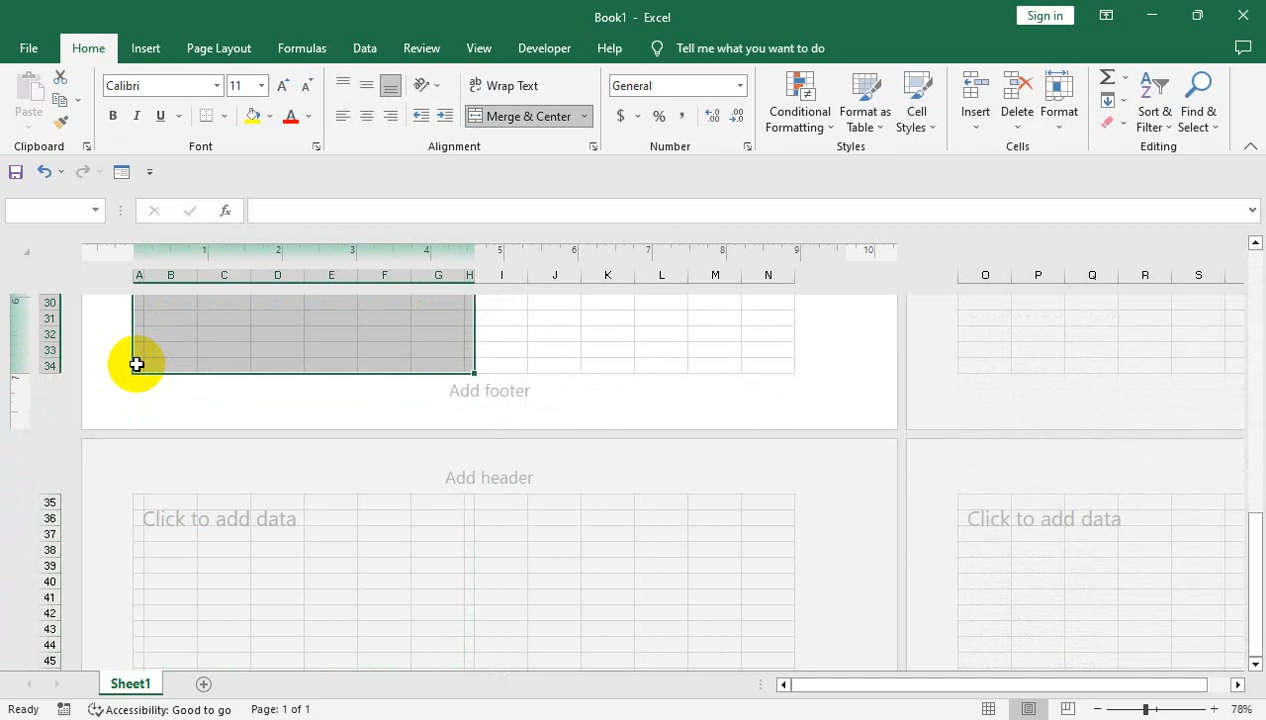 Book1 - Excel
Sign in
File Home Insert Page Layout Formulas Data Review View Developer Help Tell me what you want to do
Paste
Calibri 11
B I U A
Wrap Text
Merge & Center
General
$ % ,
Conditional Formatting
Format as Table
Cell Styles
Insert
Delete
Format
Sort & Filter
Find & Select
Clipboard Font Alignment Number Styles Cells Editing
fx
1 2 3 4 5 6 7 8 9 10
A B C D E F G H I J K L M N O P Q R S
30
31
32
33
34
6
7
Add footer
Add header
35
36
37
38
39
40
41
42
43
44
45
Click to add data
Click to add data
Sheet1
Ready Accessibility: Good to go Page: 1 of 1 78%